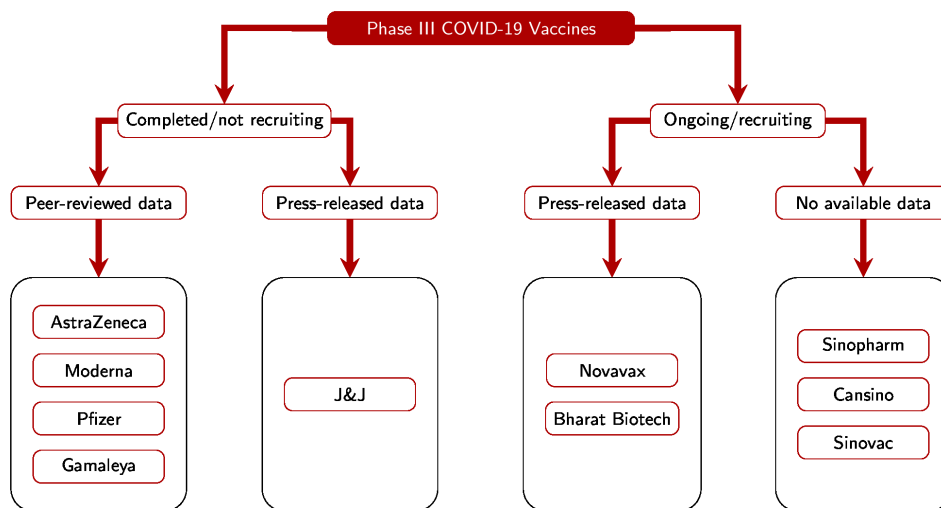 Phase III COVID-19 Vaccines
Completed/not recruiting
Ongoing/recruiting
Peer-reviewed data
Press-released data
Press-released data
No available data
AstraZeneca
Moderna
Pfizer
Gamaleya
J&J
Novavax
Bharat Biotech
Sinopharm
Cansino
Sinovac